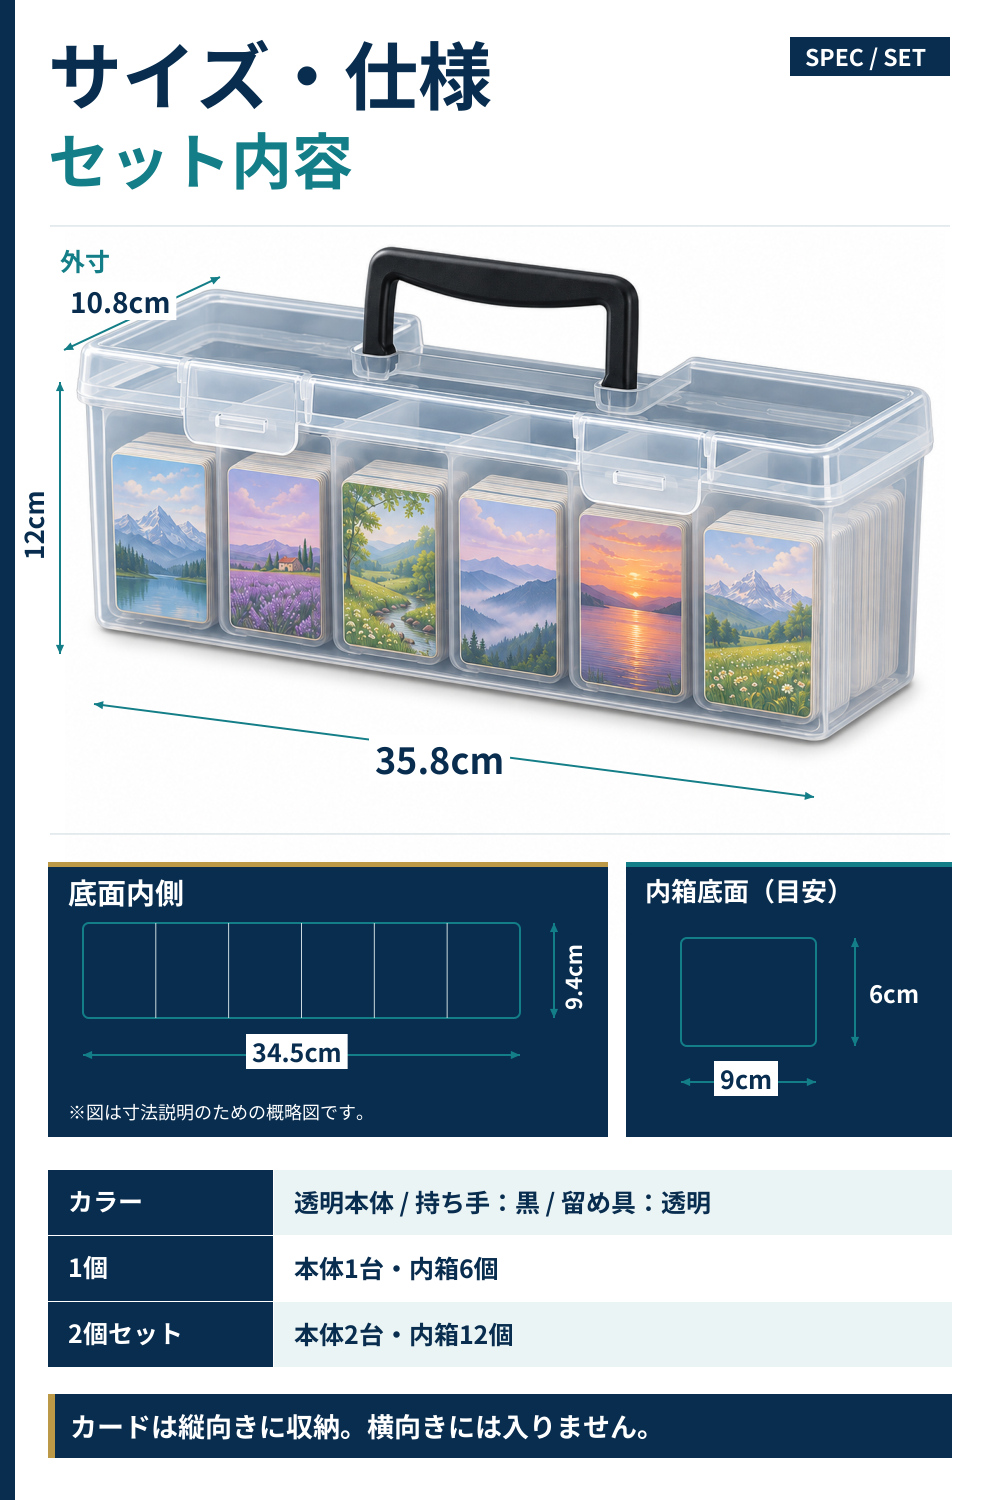 サイズ・仕様
SPEC / SET
セット内容
外寸
10.8cm
12cm
35.8cm
底面内側
9.4cm
34.5cm
※図は寸法説明のための概略図です。
内箱底面（目安）
6cm
9cm
カラー
透明本体 / 持ち手：黒 / 留め具：透明
1個
本体1台・内箱6個
2個セット
本体2台・内箱12個
カードは縦向きに収納。横向きには入りません。